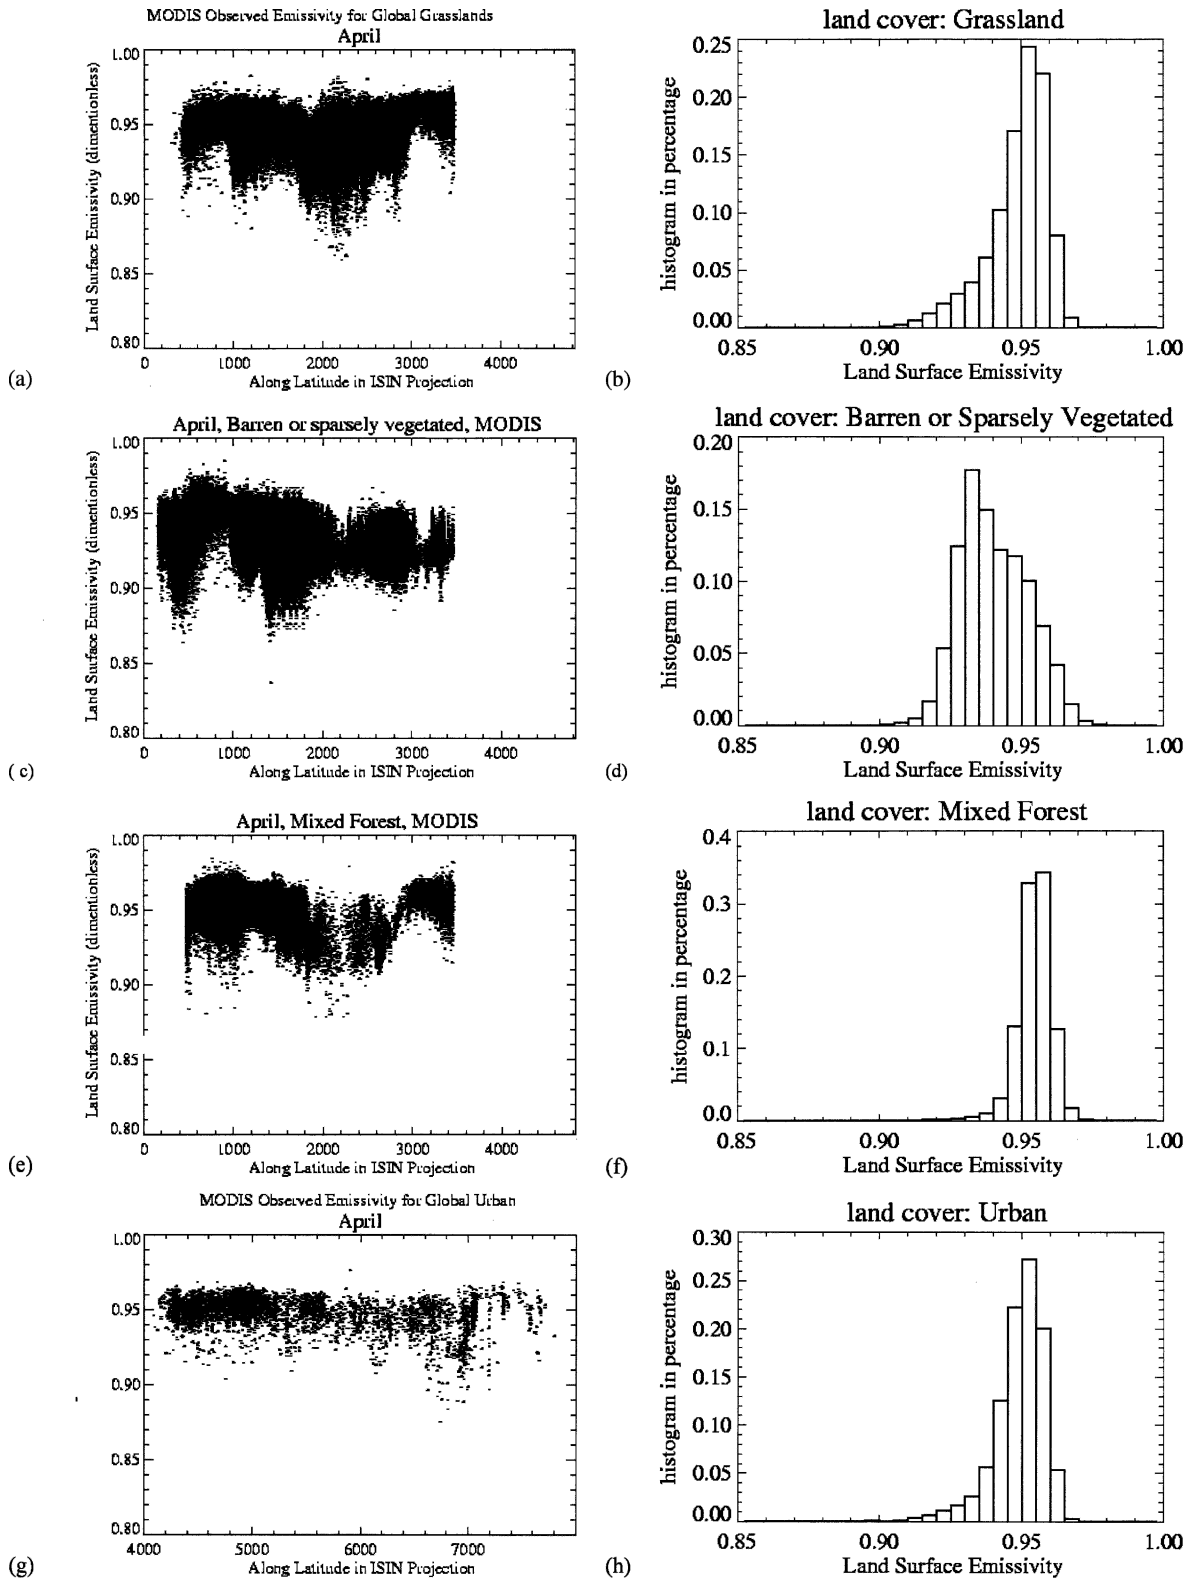 MODIS Observed Emissivity for Global Grasslands
April
1.00
0.95
0.90
0.85
0.80
Land Surface Emissivity (dimentionless)
0
1000
2000
3000
4000
Along Latitude in ISIN Projection
(a)
land cover: Grassland
0.25
0.20
0.15
0.10
0.05
0.00
histogram in percentage
0.85
0.90
0.95
1.00
Land Surface Emissivity
(b)
April, Barren or sparsely vegetated, MODIS
1.00
0.95
0.90
0.85
0.80
Land Surface Emissivity (dimentionless)
0
1000
2000
3000
4000
Along Latitude in ISIN Projection
(c)
land cover: Barren or Sparsely Vegetated
0.20
0.15
0.10
0.05
0.00
histogram in percentage
0.85
0.90
0.95
1.00
Land Surface Emissivity
(d)
April, Mixed Forest, MODIS
1.00
0.95
0.90
0.85
0.80
Land Surface Emissivity (dimentionless)
0
1000
2000
3000
4000
Along Latitude in ISIN Projection
(e)
land cover: Mixed Forest
0.4
0.3
0.2
0.1
0.0
histogram in percentage
0.85
0.90
0.95
1.00
Land Surface Emissivity
(f)
MODIS Observed Emissivity for Global Urban
April
1.00
0.95
0.90
0.85
0.80
Land Surface Emissivity (dimentionless)
4000
5000
6000
7000
Along Latitude in ISIN Projection
(g)
land cover: Urban
0.30
0.25
0.20
0.15
0.10
0.05
0.00
histogram in percentage
0.85
0.90
0.95
1.00
Land Surface Emissivity
(h)